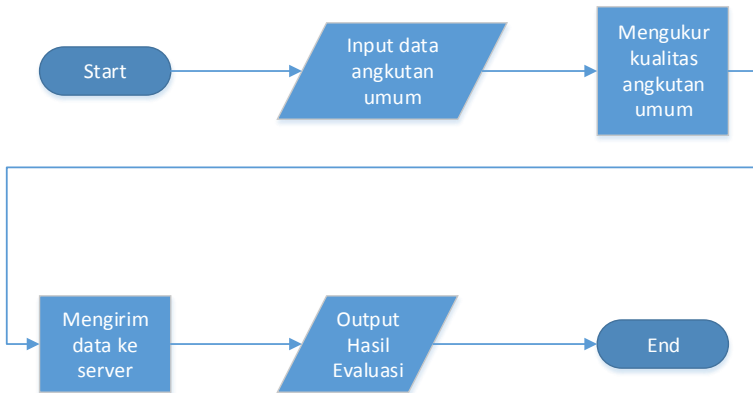 Start
Input data
angkutan
umum
Mengukur
kualitas
angkutan
umum
Mengirim
data ke
server
Output
Hasil
Evaluasi
End